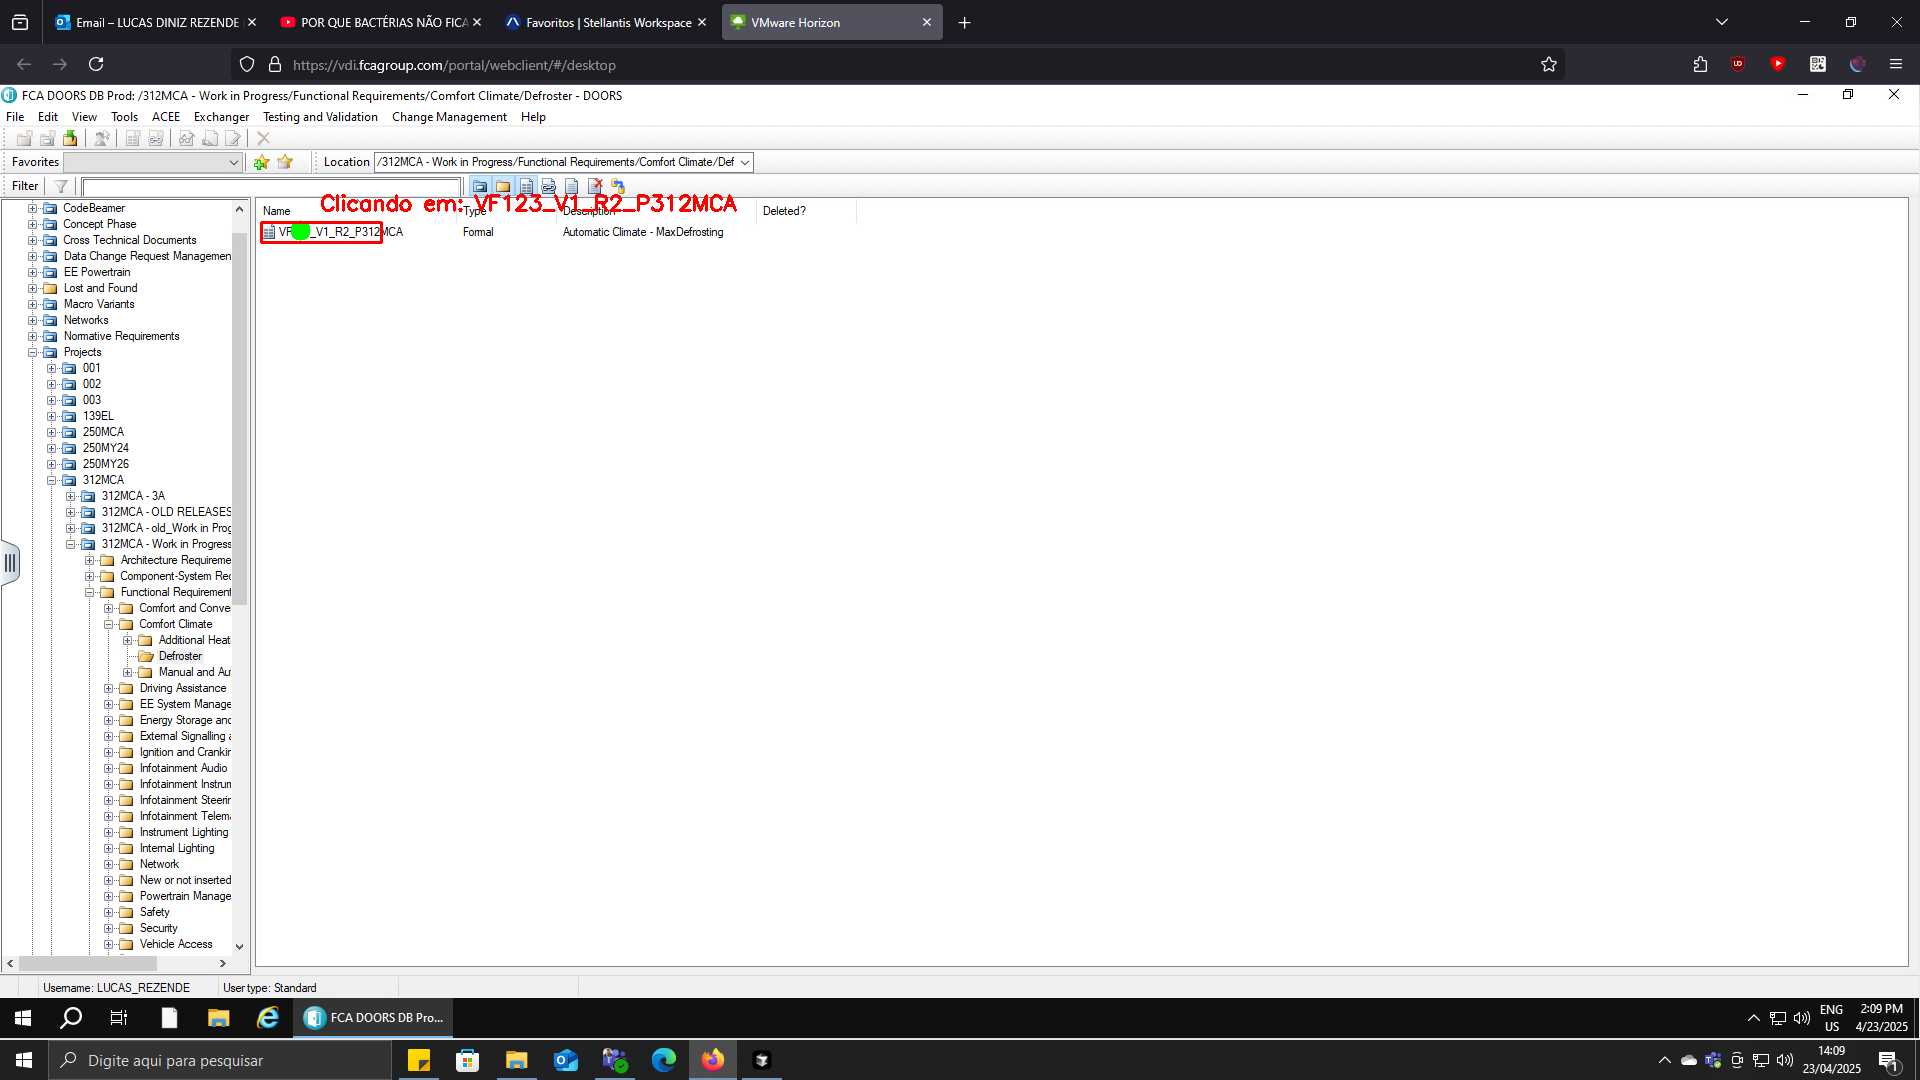 Email – LUCAS DINIZ REZENDE
POR QUE BACTÉRIAS NÃO FICA
Favoritos | Stellantis Workspace
VMware Horizon
https://vdi.fcagroup.com/portal/webclient/#/desktop
FCA DOORS DB Prod: /312MCA - Work in Progress/Functional Requirements/Comfort Climate/Defroster - DOORS
File Edit View Tools ACEE Exchanger Testing and Validation Change Management Help
Favorites
Location /312MCA - Work in Progress/Functional Requirements/Comfort Climate/Def
Filter
Clicando em: VF123_V1_R2_P312MCA
Name Type Description Deleted?
_V1_R2_P312MCA Formal Automatic Climate - MaxDefrosting
CodeBeamer
Concept Phase
Cross Technical Documents
Data Change Request Managemen
EE Powertrain
Lost and Found
Macro Variants
Networks
Normative Requirements
Projects
001
002
003
139EL
250MCA
250MY24
250MY26
312MCA
312MCA - 3A
312MCA - OLD RELEASES
312MCA - old_Work in Prog
312MCA - Work in Progress
Architecture Requireme
Component-System Req
Functional Requirement
Comfort and Conve
Comfort Climate
Additional Heat
Defroster
Manual and Au
Driving Assistance
EE System Manage
Energy Storage and
External Signalling a
Ignition and Crankin
Infotainment Audio
Infotainment Instrum
Infotainment Steerin
Infotainment Telema
Instrument Lighting
Internal Lighting
Network
New or not inserted
Powertrain Manage
Safety
Security
Vehicle Access
Username: LUCAS_REZENDE User type: Standard
FCA DOORS DB Pro...
ENG
US
2:09 PM
4/23/2025
Digite aqui para pesquisar
14:09
23/04/2025
1